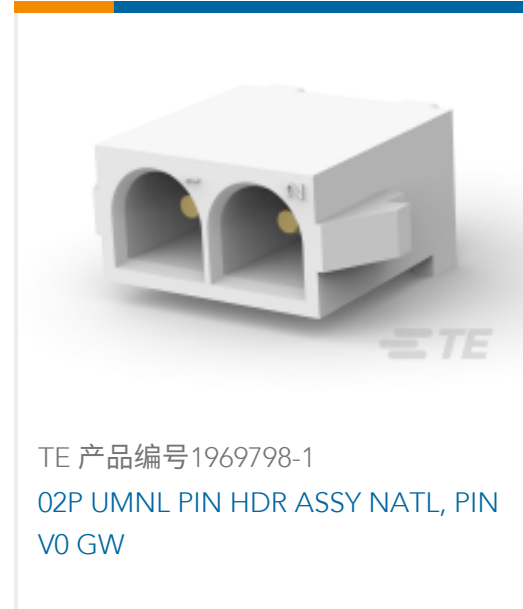 TE
TE 产品编号1969798-1
02P UMNL PIN HDR ASSY NATL, PIN
V0 GW